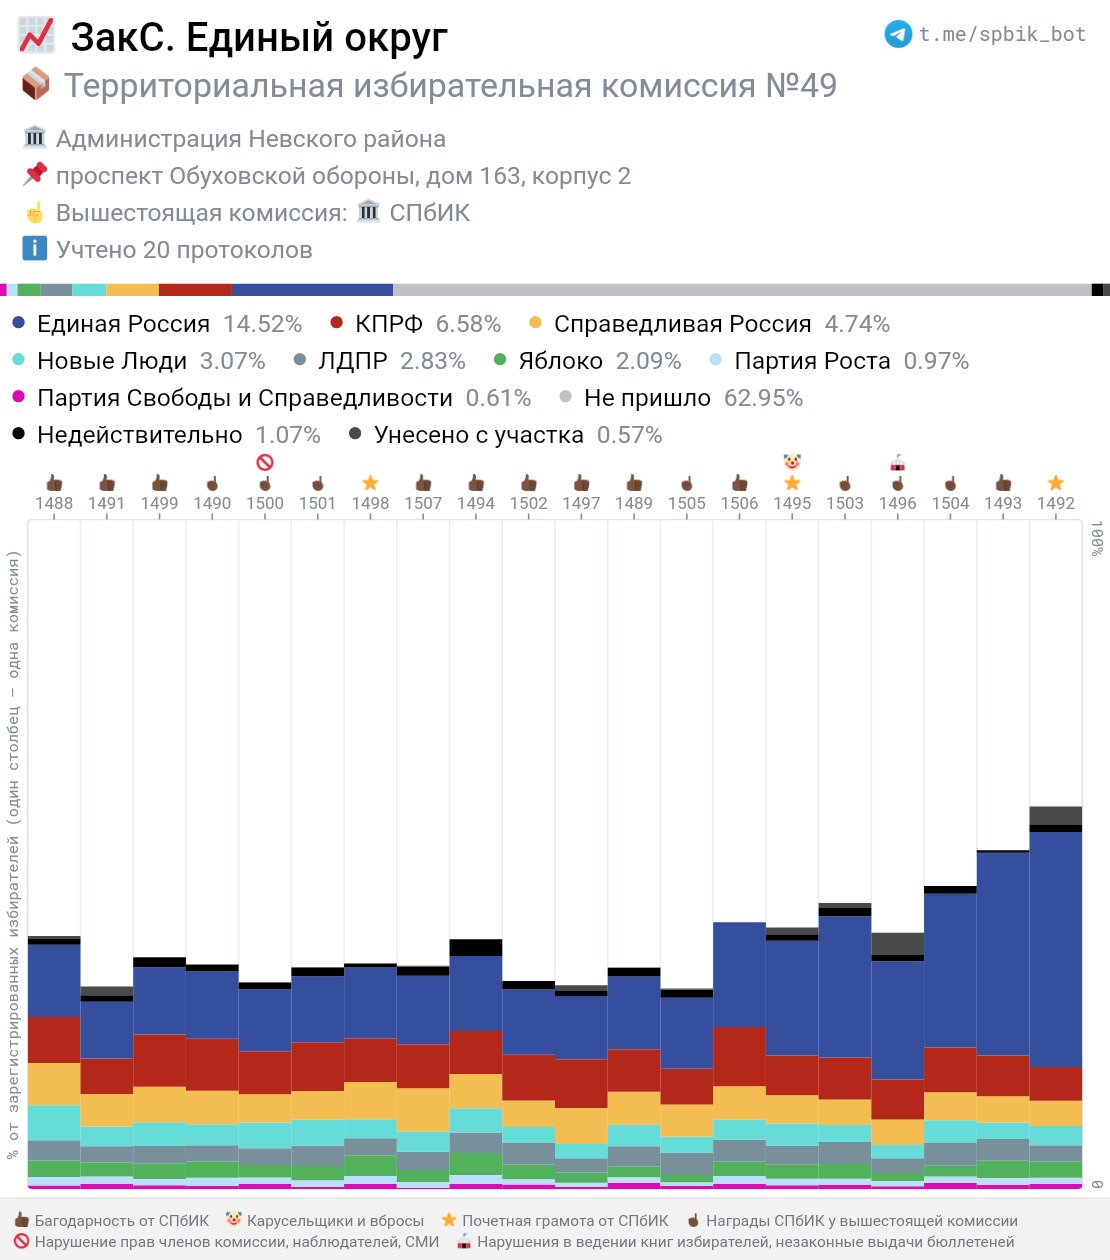 ЗакС. Единый округ
t.me/spbik_bot
Территориальная избирательная комиссия №49
Администрация Невского района
проспект Обуховской обороны, дом 163, корпус 2
Вышестоящая комиссия: СПбИК
Учтено 20 протоколов
Единая Россия 14.52% КПРФ 6.58% Справедливая Россия 4.74%
Новые Люди 3.07% ЛДПР 2.83% Яблоко 2.09% Партия Роста 0.97%
Партия Свободы и Справедливости 0.61% Не пришло 62.95%
Недействительно 1.07% Унесено с участка 0.57%
1488 1491 1499 1490 1500 1501 1498 1507 1494 1502 1497 1489 1505 1506 1495 1503 1496 1504 1493 1492
% от зарегистрированных избирателей (один столбец – одна комиссия)
100%
0
Багодарность от СПбИК Карусельщики и вбросы Почетная грамота от СПбИК Награды СПбИК у вышестоящей комиссии
Нарушение прав членов комиссии, наблюдателей, СМИ Нарушения в ведении книг избирателей, незаконные выдачи бюллетеней